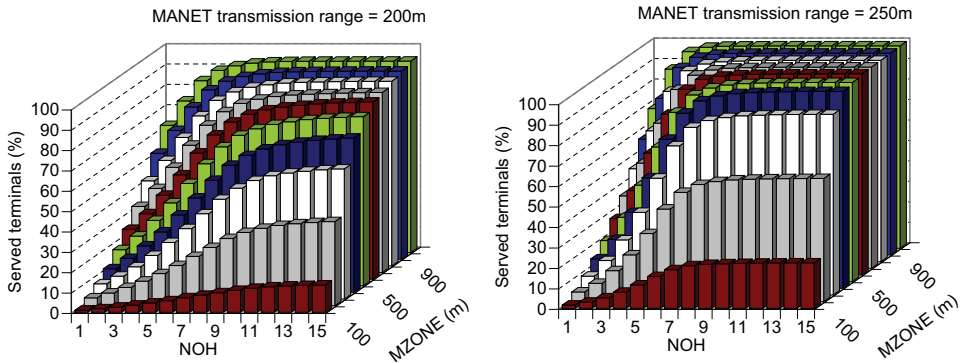 MANET transmission range = 200m
Served terminals (%)
100
90
80
70
60
50
40
30
20
10
0
1 3 5 7 9 11 13 15
NOH
100
500
900
MZONE (m)
MANET transmission range = 250m
Served terminals (%)
100
90
80
70
60
50
40
30
20
10
0
1 3 5 7 9 11 13 15
NOH
100
500
900
MZONE (m)